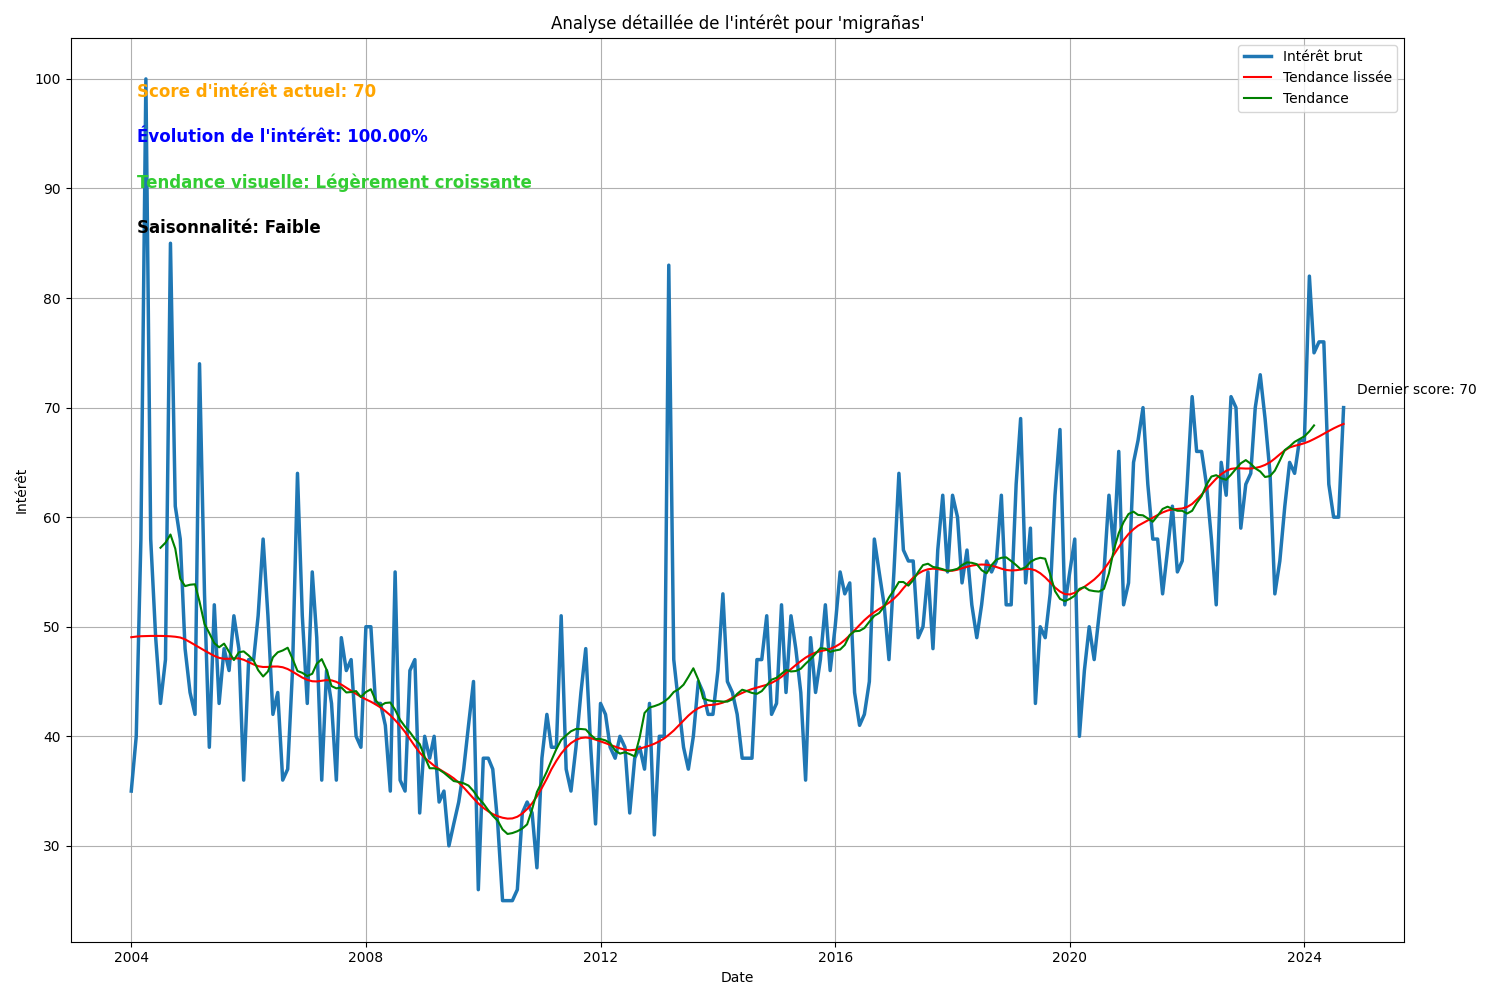 Analyse détaillée de l'intérêt pour 'migrañas'
Intérêt brut
Tendance lissée
Tendance
Score d'intérêt actuel: 70
Évolution de l'intérêt: 100.00%
Tendance visuelle: Légèrement croissante
Saisonnalité: Faible
Dernier score: 70
100
90
80
70
60
50
40
30
Intérêt
2004
2008
2012
2016
2020
2024
Date